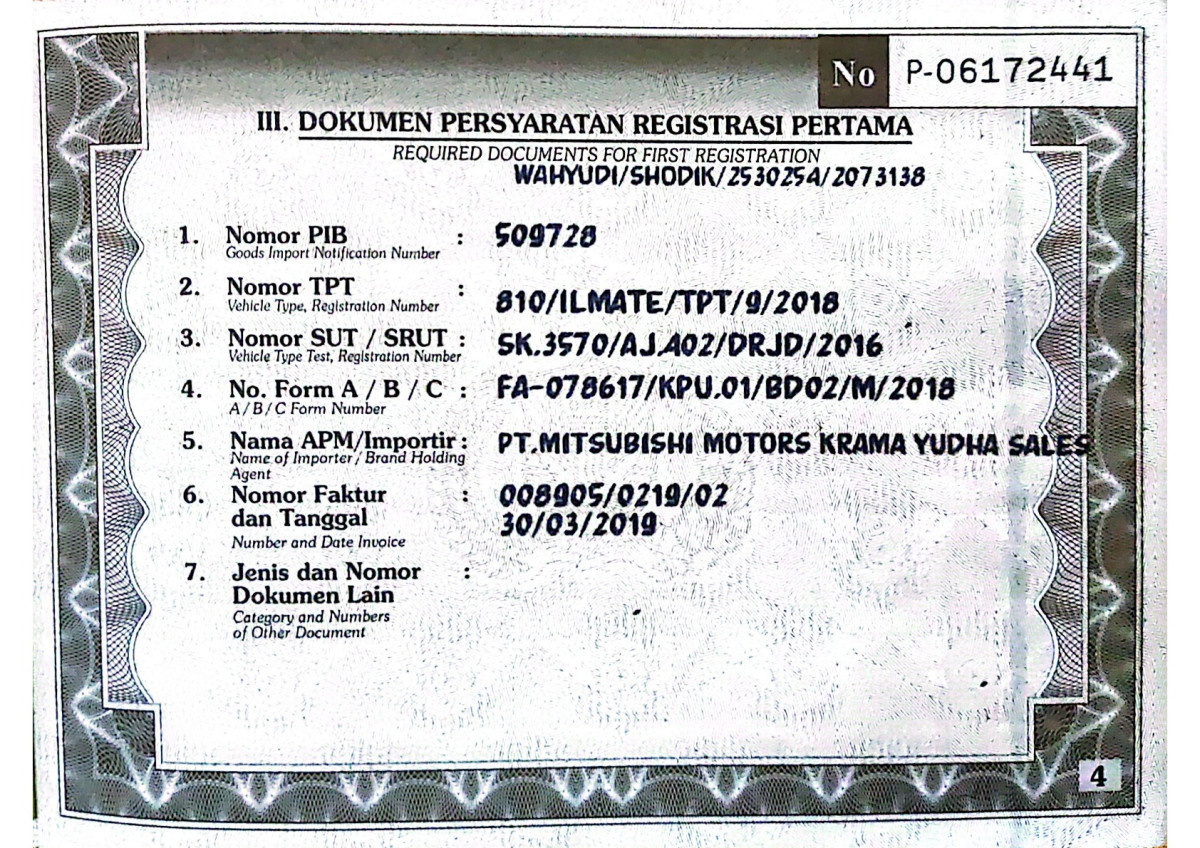 No P-06172441
III. DOKUMEN PERSYARATAN REGISTRASI PERTAMA
REQUIRED DOCUMENTS FOR FIRST REGISTRATION
WAHYUDI/SHODIK/2530254/2073138
1. Nomor PIB : 509728
Goods Import Notification Number
2. Nomor TPT : 810/ILMATE/TPT/9/2018
Vehicle Type, Registration Number
3. Nomor SUT / SRUT : SK.3570/AJ.402/DRJD/2016
Vehicle Type Test, Registration Number
4. No. Form A / B / C : FA-078617/KPU.01/BD02/M/2018
A / B / C Form Number
5. Nama APM/Importir : PT.MITSUBISHI MOTORS KRAMA YUDHA SALES
Name of Importer / Brand Holding
Agent
6. Nomor Faktur : 008905/0219/02
dan Tanggal 30/03/2019
Number and Date Invoice
7. Jenis dan Nomor :
Dokumen Lain
Category and Numbers
of Other Document
4